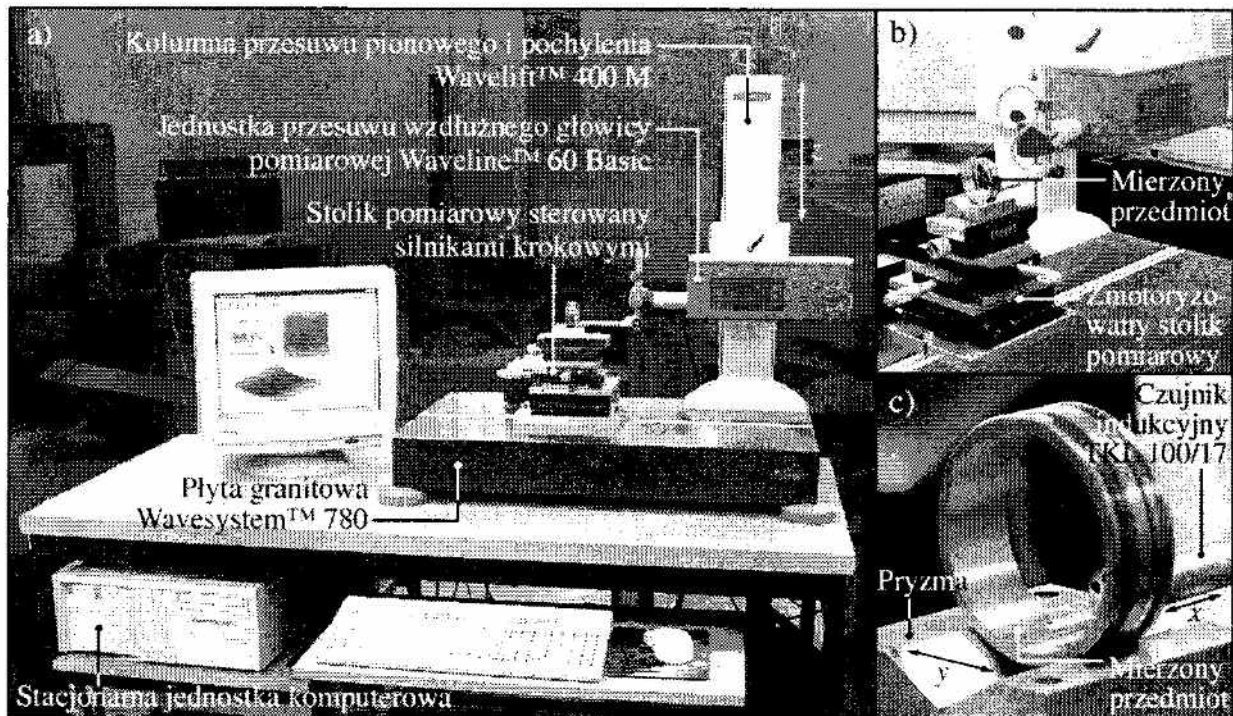 a)
Kolumna przesuwu pionowego i pochylenia
Wavelift™ 400 M
Jednostka przesuwu wzdłużnego głowicy
pomiarowej Waveline™ 60 Basic
Stolik pomiarowy sterowany
silnikami krokowymi
Płyta granitowa
Wavesystem™ 780
Stacjonarna jednostka komputerowa
b)
Mierzony
przedmiot
Zmotoryzo-
wany stolik
pomiarowy
c)
Czujnik
indukcyjny
TKL 100/17
Pryzma
x
y
Mierzony
przedmiot